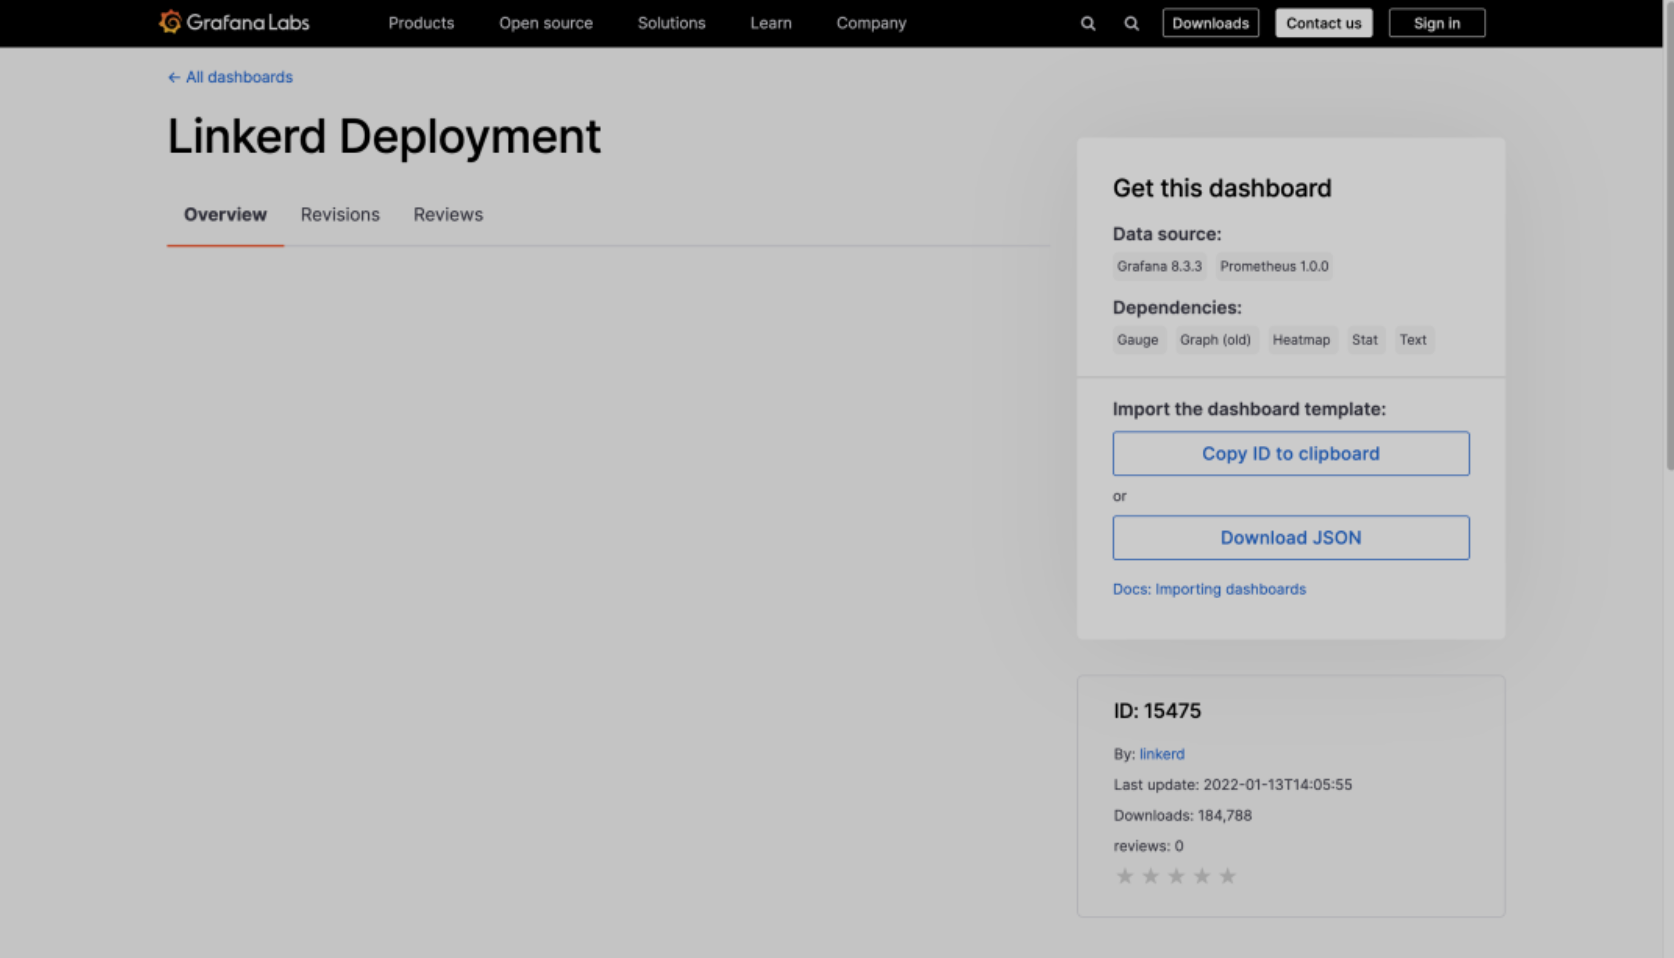 Grafana Labs Products Open source Solutions Learn Company Downloads Contact us Sign in
← All dashboards
Linkerd Deployment
Overview Revisions Reviews
Get this dashboard
Data source:
Grafana 8.3.3 Prometheus 1.0.0
Dependencies:
Gauge Graph (old) Heatmap Stat Text
Import the dashboard template:
Copy ID to clipboard
or
Download JSON
Docs: Importing dashboards
ID: 15475
By: linkerd
Last update: 2022-01-13T14:05:55
Downloads: 184,788
reviews: 0